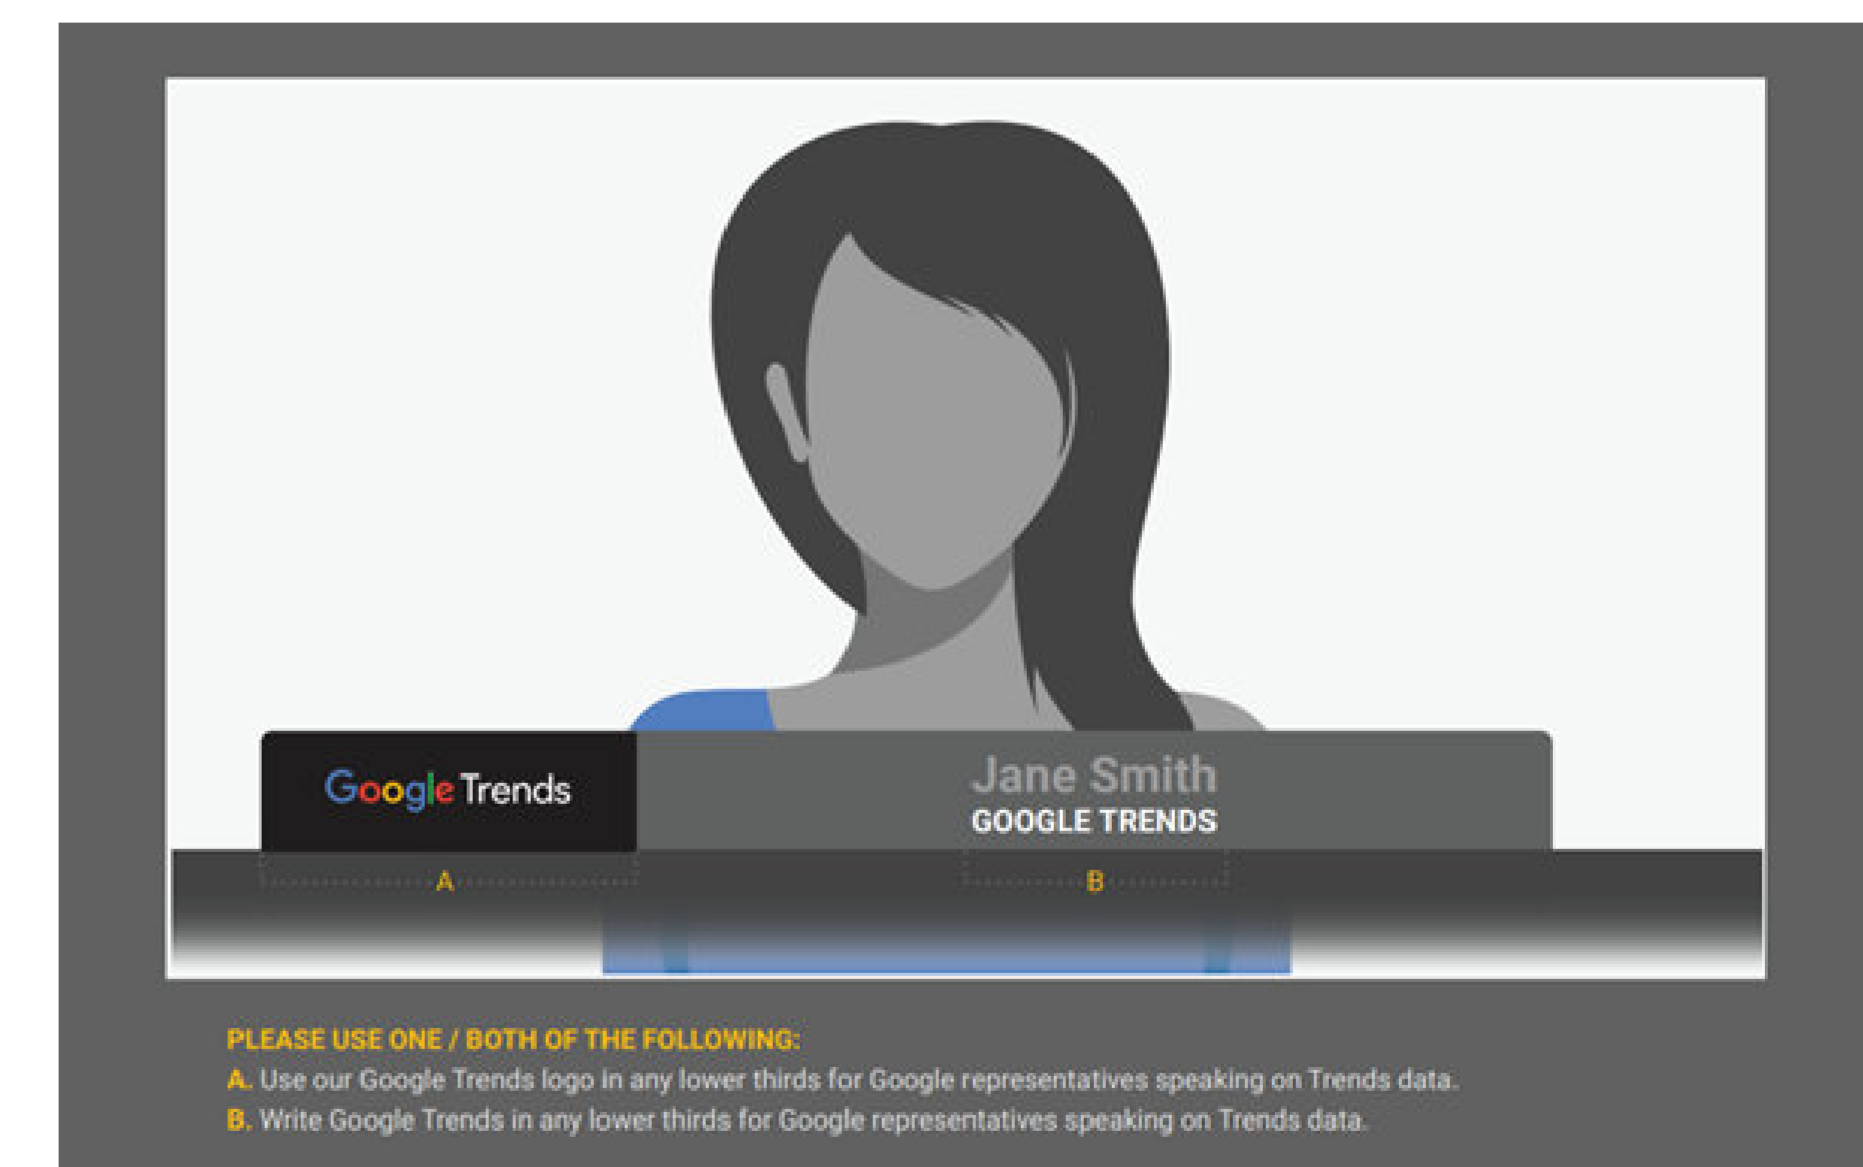 Google Trends
Jane Smith
GOOGLE TRENDS
A
B
PLEASE USE ONE / BOTH OF THE FOLLOWING:
A. Use our Google Trends logo in any lower thirds for Google representatives speaking on Trends data.
B. Write Google Trends in any lower thirds for Google representatives speaking on Trends data.